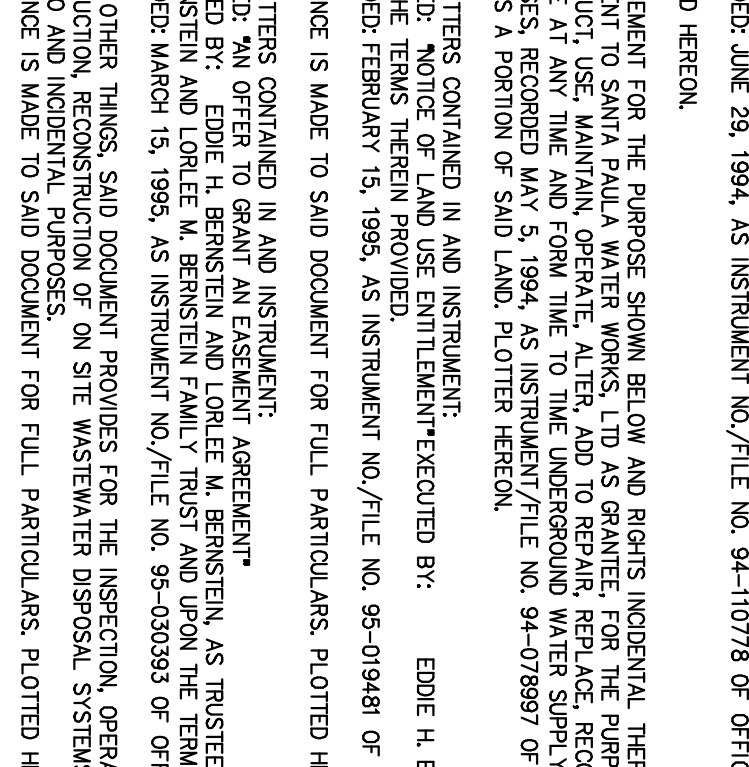 DED: JUNE 29, 1994, AS INSTRUMENT NO./FILE NO. 94-110778 OF OFFIC
D HEREON.
EMENT FOR THE PURPOSE SHOWN BELOW AND RIGHTS INCIDENTAL THER
ENT TO SANTA PAULA WATER WORKS, LTD AS GRANTEE, FOR THE PURP
UCT, USE, MAINTAIN, OPERATE, ALTER, ADD TO REPAIR, REPLACE, RECO
E AT ANY TIME AND FORM TIME TO TIME UNDERGROUND WATER SUPPLY
GES, RECORDED MAY 5, 1994, AS INSTRUMENT/FILE NO. 94-078997 OF
S A PORTION OF SAID LAND. PLOTTER HEREON.
TTERS CONTAINED IN AND INSTRUMENT:
ED: "NOTICE OF LAND USE ENTITLEMENT"EXECUTED BY: EDDIE H. B
HE TERMS THEREIN PROVIDED.
DED: FEBRUARY 15, 1995, AS INSTRUMENT NO./FILE NO. 95-019481 OF
NCE IS MADE TO SAID DOCUMENT FOR FULL PARTICULARS. PLOTTED H
TTERS CONTAINED IN AND INSTRUMENT:
ED: "AN OFFER TO GRANT AN EASEMENT AGREEMENT"
ED BY: EDDIE H. BERNSTEIN AND LORLEE M. BERNSTEIN, AS TRUSTEE
NSTEIN AND LORLEE M. BERNSTEIN FAMILY TRUST AND UPON THE TERM
DED: MARCH 15, 1995, AS INSTRUMENT NO./FILE NO. 95-030393 OF OFF
OTHER THINGS, SAID DOCUMENT PROVIDES FOR THE INSPECTION, OPERA
UCTION, RECONSTRUCTION OF ON SITE WASTEWATER DISPOSAL SYSTEMS
O AND INCIDENTAL PURPOSES.
NCE IS MADE TO SAID DOCUMENT FOR FULL PARTICULARS. PLOTTED H